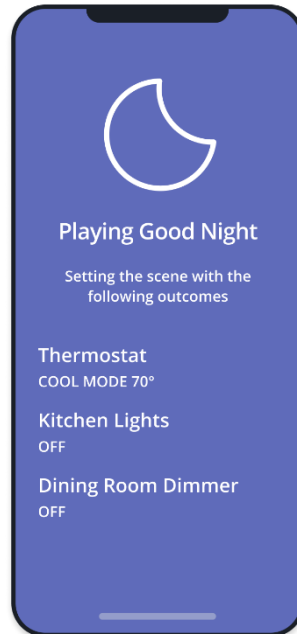 Playing Good Night
Setting the scene with the
following outcomes
Thermostat
COOL MODE 70°
Kitchen Lights
OFF
Dining Room Dimmer
OFF